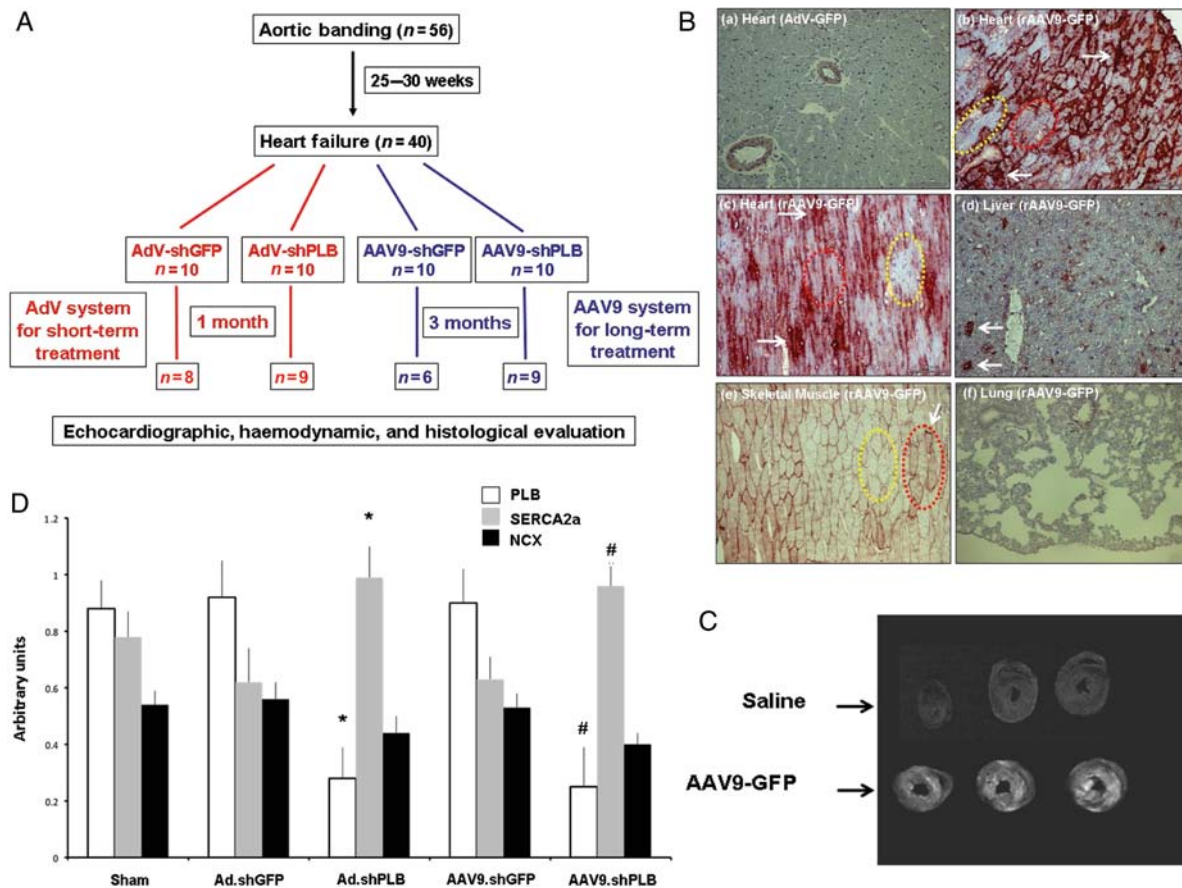 A
Aortic banding (n = 56)
25–30 weeks
Heart failure (n = 40)
AdV-shGFP
n = 10
AdV-shPLB
n = 10
AAV9-shGFP
n = 10
AAV9-shPLB
n = 10
AdV system
for short-term
treatment
1 month
3 months
AAV9 system
for long-term
treatment
n = 8
n = 9
n = 6
n = 9
Echocardiographic, haemodynamic, and histological evaluation
B
(a) Heart (AdV-GFP)
(b) Heart (rAAV9-GFP)
(c) Heart (rAAV9-GFP)
(d) Liver (rAAV9-GFP)
(e) Skeletal Muscle (rAAV9-GFP)
(f) Lung (rAAV9-GFP)
C
Saline
AAV9-GFP
D
PLB
SERCA2a
NCX
Arbitrary units
1.2
1
0.8
0.6
0.4
0.2
0
*
*
#
#
Sham
Ad.shGFP
Ad.shPLB
AAV9.shGFP
AAV9.shPLB